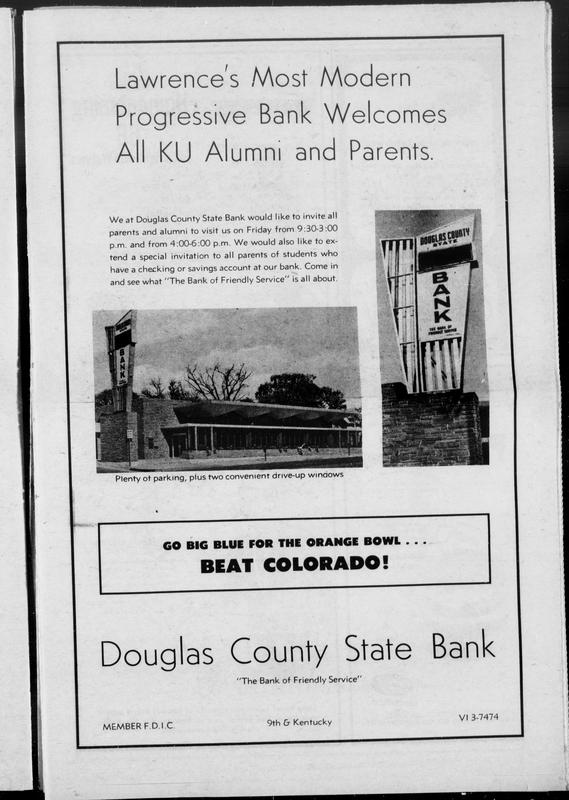 Lawrence's Most Modern
Progressive Bank Welcomes
All KU Alumni and Parents.
We at Douglas County State Bank would like to invite all
parents and alumni to visit us on Friday from 9:30-3:00
p.m. and from 4:00-6:00 p.m. We would also like to ex-
tend a special invitation to all parents of students who
have a checking or savings account at our bank. Come in
and see what "The Bank of Friendly Service" is all about.
DOUGLAS COUNTY
STATE
BANK
THE BANK OF
FRIENDLY SERVICE
BANK
Plenty of parking, plus two convenient drive-up windows
GO BIG BLUE FOR THE ORANGE BOWL . . .
BEAT COLORADO!
Douglas County State Bank
"The Bank of Friendly Service"
MEMBER F.D.I.C.
9th & Kentucky
VI 3-7474